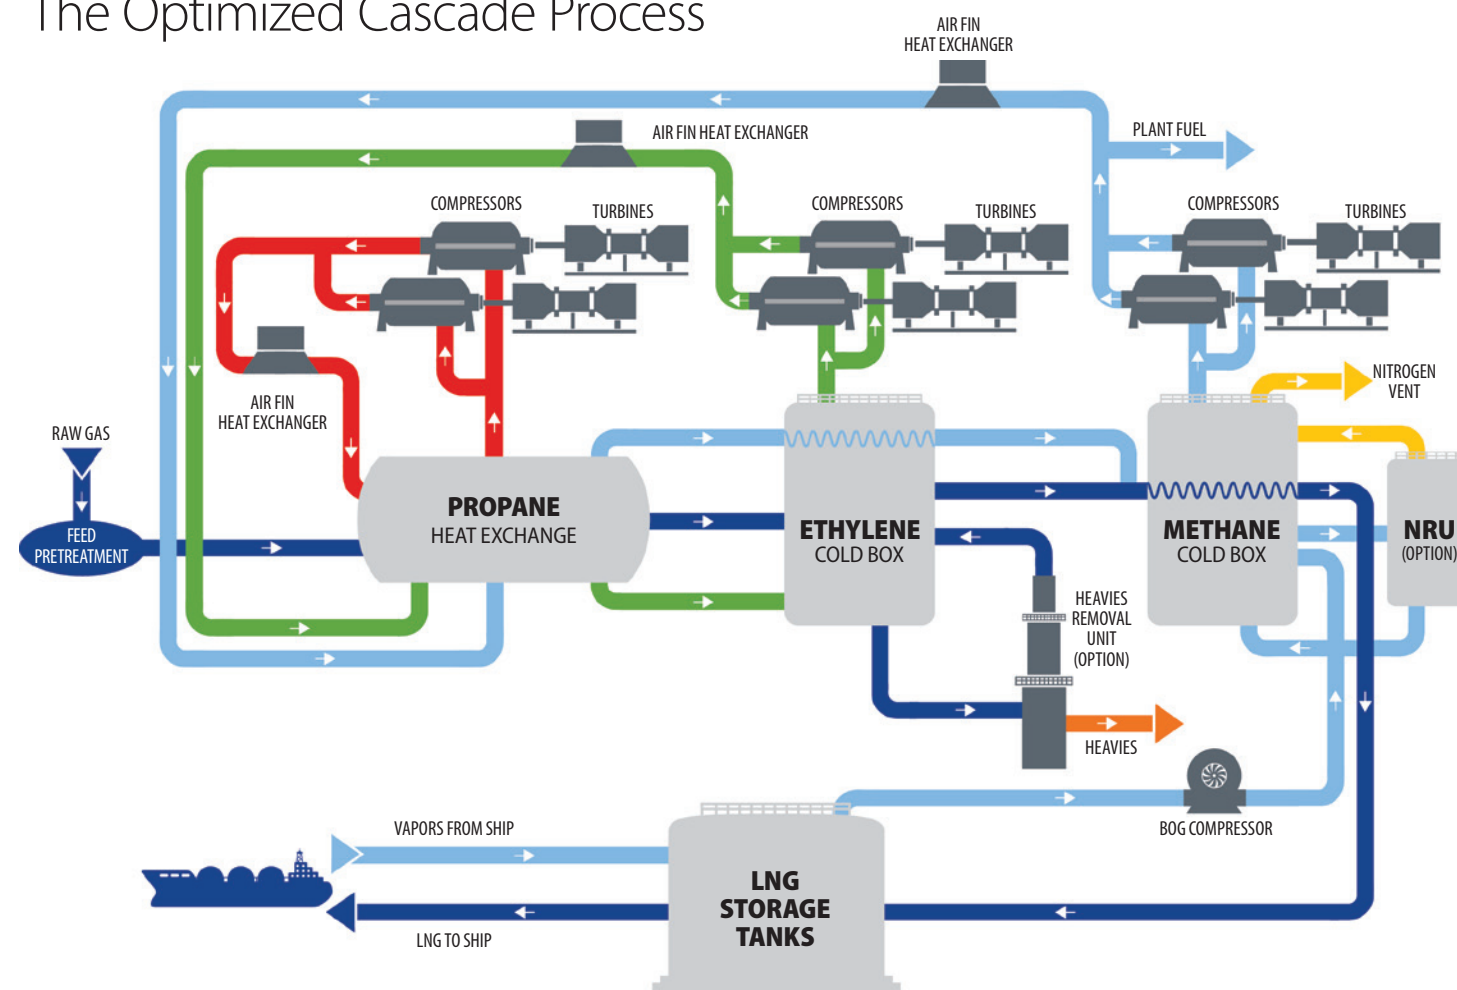 The Optimized Cascade Process
AIR FIN
HEAT EXCHANGER
AIR FIN HEAT EXCHANGER
PLANT FUEL
COMPRESSORS
TURBINES
COMPRESSORS
TURBINES
COMPRESSORS
TURBINES
AIR FIN
HEAT EXCHANGER
NITROGEN
VENT
RAW GAS
FEED
PRETREATMENT
PROPANE
HEAT EXCHANGE
ETHYLENE
COLD BOX
METHANE
COLD BOX
NRU
(OPTION)
HEAVIES
REMOVAL
UNIT
(OPTION)
HEAVIES
BOG COMPRESSOR
VAPORS FROM SHIP
LNG TO SHIP
LNG
STORAGE
TANKS